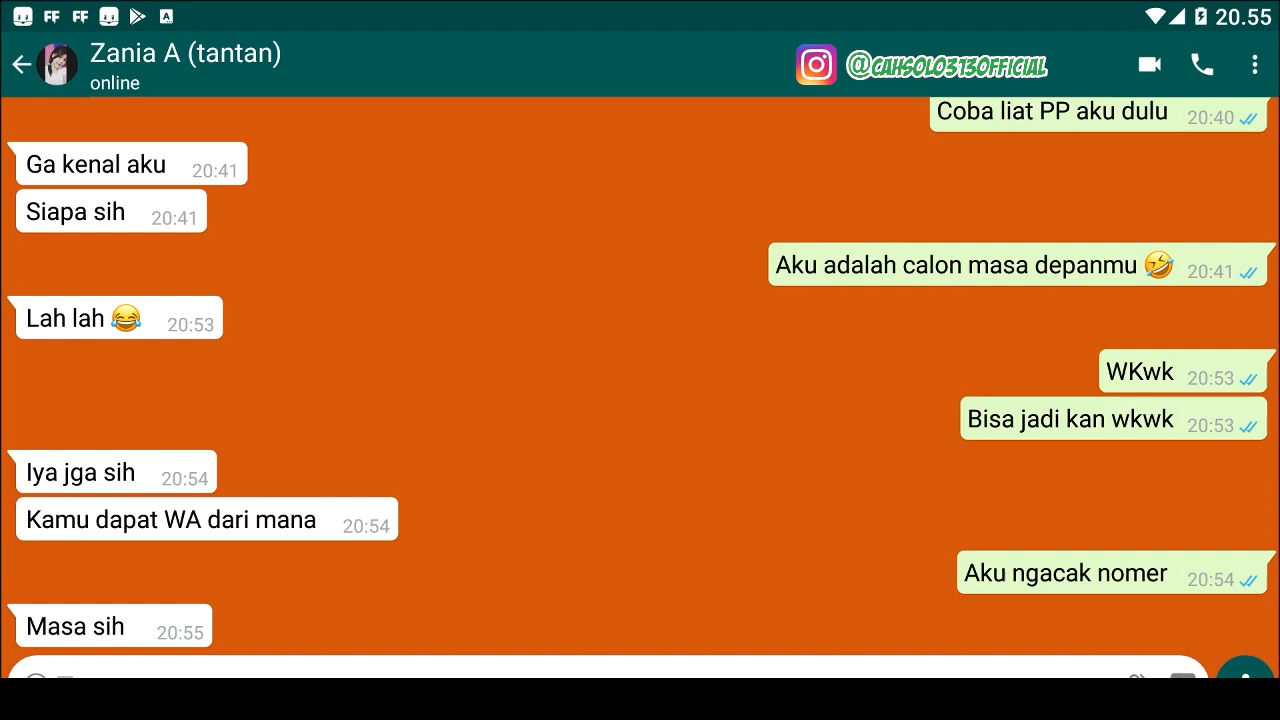 FF FF A 20.55
Zania A (tantan)
online
@CAHSOLO313OFFICIAL
Coba liat PP aku dulu 20:40
Ga kenal aku 20:41
Siapa sih 20:41
Aku adalah calon masa depanmu 🤣 20:41
Lah lah 😂 20:53
WKwk 20:53
Bisa jadi kan wkwk 20:53
Iya jga sih 20:54
Kamu dapat WA dari mana 20:54
Aku ngacak nomer 20:54
Masa sih 20:55